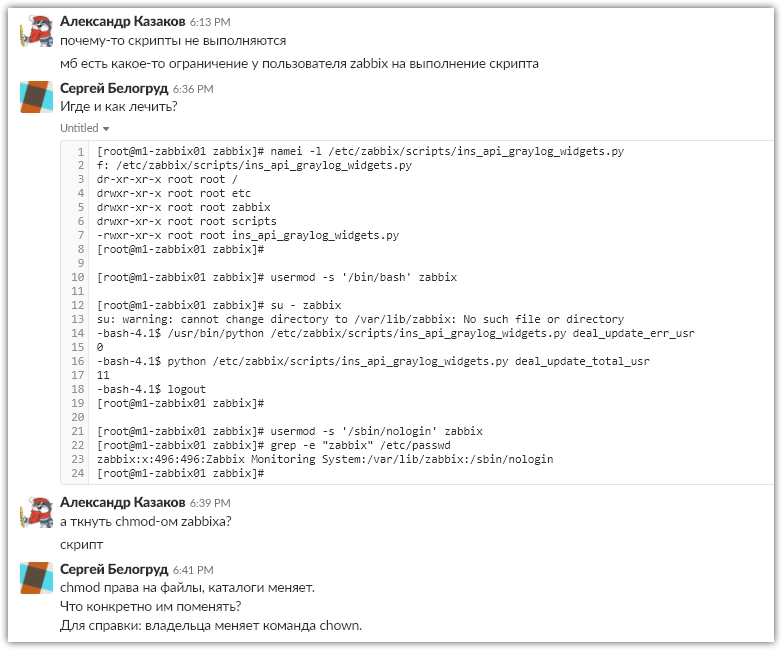 Александр Казаков 6:13 PM
почему-то скрипты не выполняются
мб есть какое-то ограничение у пользователя zabbix на выполнение скрипта
Сергей Белогруд 6:36 PM
Игде и как лечить?
Untitled
1 [root@m1-zabbix01 zabbix]# namei -l /etc/zabbix/scripts/ins_api_graylog_widgets.py
2 f: /etc/zabbix/scripts/ins_api_graylog_widgets.py
3 dr-xr-xr-x root root /
4 drwxr-xr-x root root etc
5 drwxr-xr-x root root zabbix
6 drwxr-xr-x root root scripts
7 -rwxr-xr-x root root ins_api_graylog_widgets.py
8 [root@m1-zabbix01 zabbix]#
9
10 [root@m1-zabbix01 zabbix]# usermod -s '/bin/bash' zabbix
11
12 [root@m1-zabbix01 zabbix]# su - zabbix
13 su: warning: cannot change directory to /var/lib/zabbix: No such file or directory
14 -bash-4.1$ /usr/bin/python /etc/zabbix/scripts/ins_api_graylog_widgets.py deal_update_err_usr
15 0
16 -bash-4.1$ python /etc/zabbix/scripts/ins_api_graylog_widgets.py deal_update_total_usr
17 11
18 -bash-4.1$ logout
19 [root@m1-zabbix01 zabbix]#
20
21 [root@m1-zabbix01 zabbix]# usermod -s '/sbin/nologin' zabbix
22 [root@m1-zabbix01 zabbix]# grep -e "zabbix" /etc/passwd
23 zabbix:x:496:496:Zabbix Monitoring System:/var/lib/zabbix:/sbin/nologin
24 [root@m1-zabbix01 zabbix]#
Александр Казаков 6:39 PM
а ткнуть chmod-ом zabbixa?
скрипт
Сергей Белогруд 6:41 PM
chmod права на файлы, каталоги меняет.
Что конкретно им поменять?
Для справки: владельца меняет команда chown.